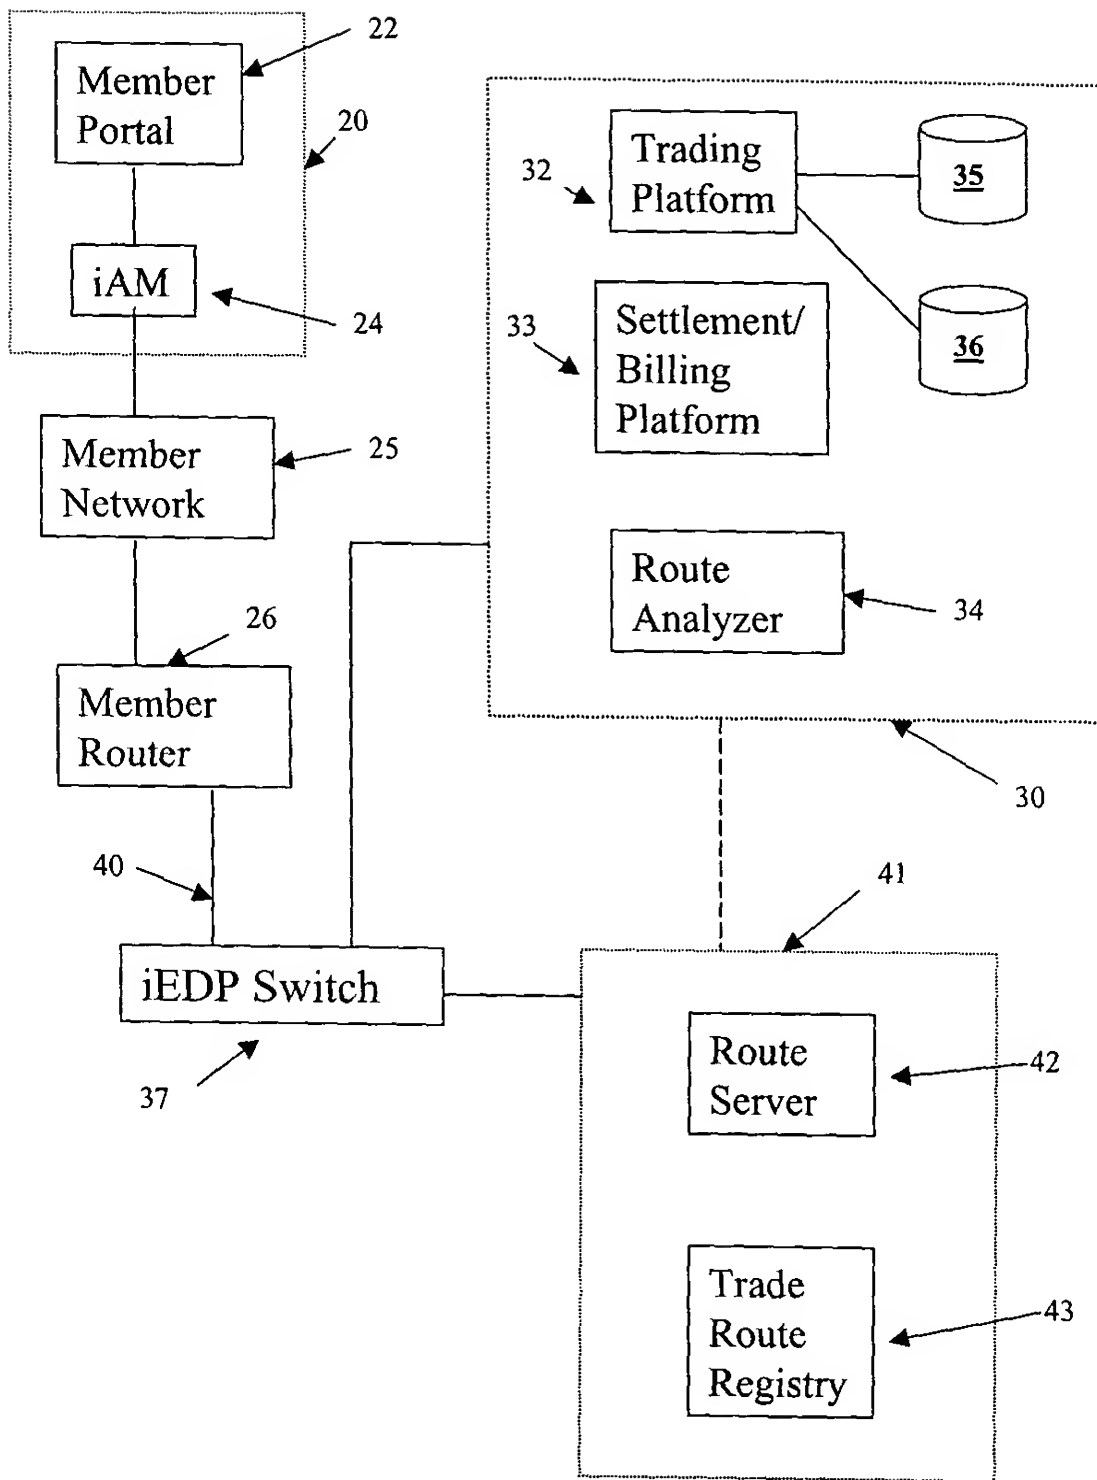 22
Member
Portal
20
iAM
24
Member
Network
25
26
Member
Router
40
iEDP Switch
37
Trading
Platform
32
35
36
33
Settlement/
Billing
Platform
Route
Analyzer
34
30
41
Route
Server
42
Trade
Route
Registry
43